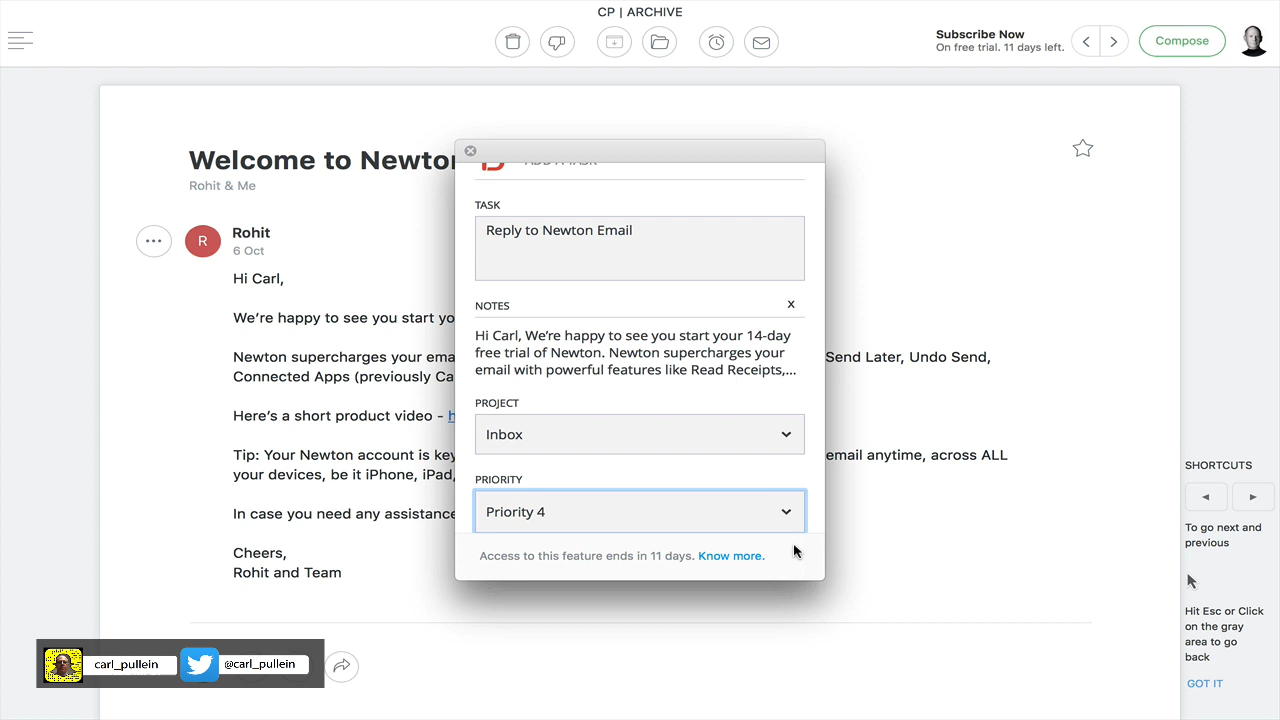 CP | ARCHIVE
Subscribe Now
On free trial. 11 days left.
Compose
Welcome to Newton
Rohit & Me
R
Rohit
6 Oct
Hi Carl,
We're happy to see you start yo
Newton supercharges your ema
Send Later, Undo Send,
Connected Apps (previously Ca
Here's a short product video - h
Tip: Your Newton account is key
email anytime, across ALL
your devices, be it iPhone, iPad,
In case you need any assistance
Cheers,
Rohit and Team
ADD A TASK
TASK
Reply to Newton Email
NOTES
x
Hi Carl, We're happy to see you start your 14-day
free trial of Newton. Newton supercharges your
email with powerful features like Read Receipts,...
PROJECT
Inbox
PRIORITY
Priority 4
Access to this feature ends in 11 days. Know more.
SHORTCUTS
To go next and
previous
Hit Esc or Click
on the gray
area to go
back
GOT IT
carl_pullein
@carl_pullein